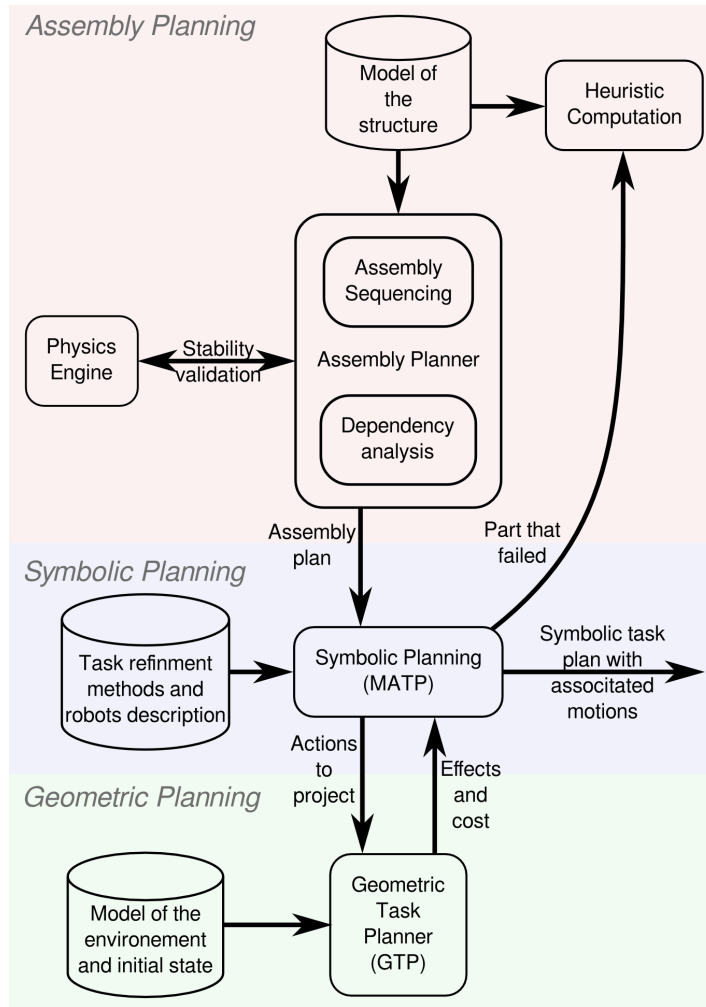 Assembly Planning
Model of
the
structure
Heuristic
Computation
Assembly
Sequencing
Physics
Engine
Stability
validation
Assembly Planner
Dependency
analysis
Assembly
plan
Part that
failed
Symbolic Planning
Task refinment
methods and
robots description
Symbolic Planning
(MATP)
Symbolic task
plan with
associtated
motions
Actions
to
project
Effects
and
cost
Geometric Planning
Model of the
environement
and initial state
Geometric
Task
Planner
(GTP)